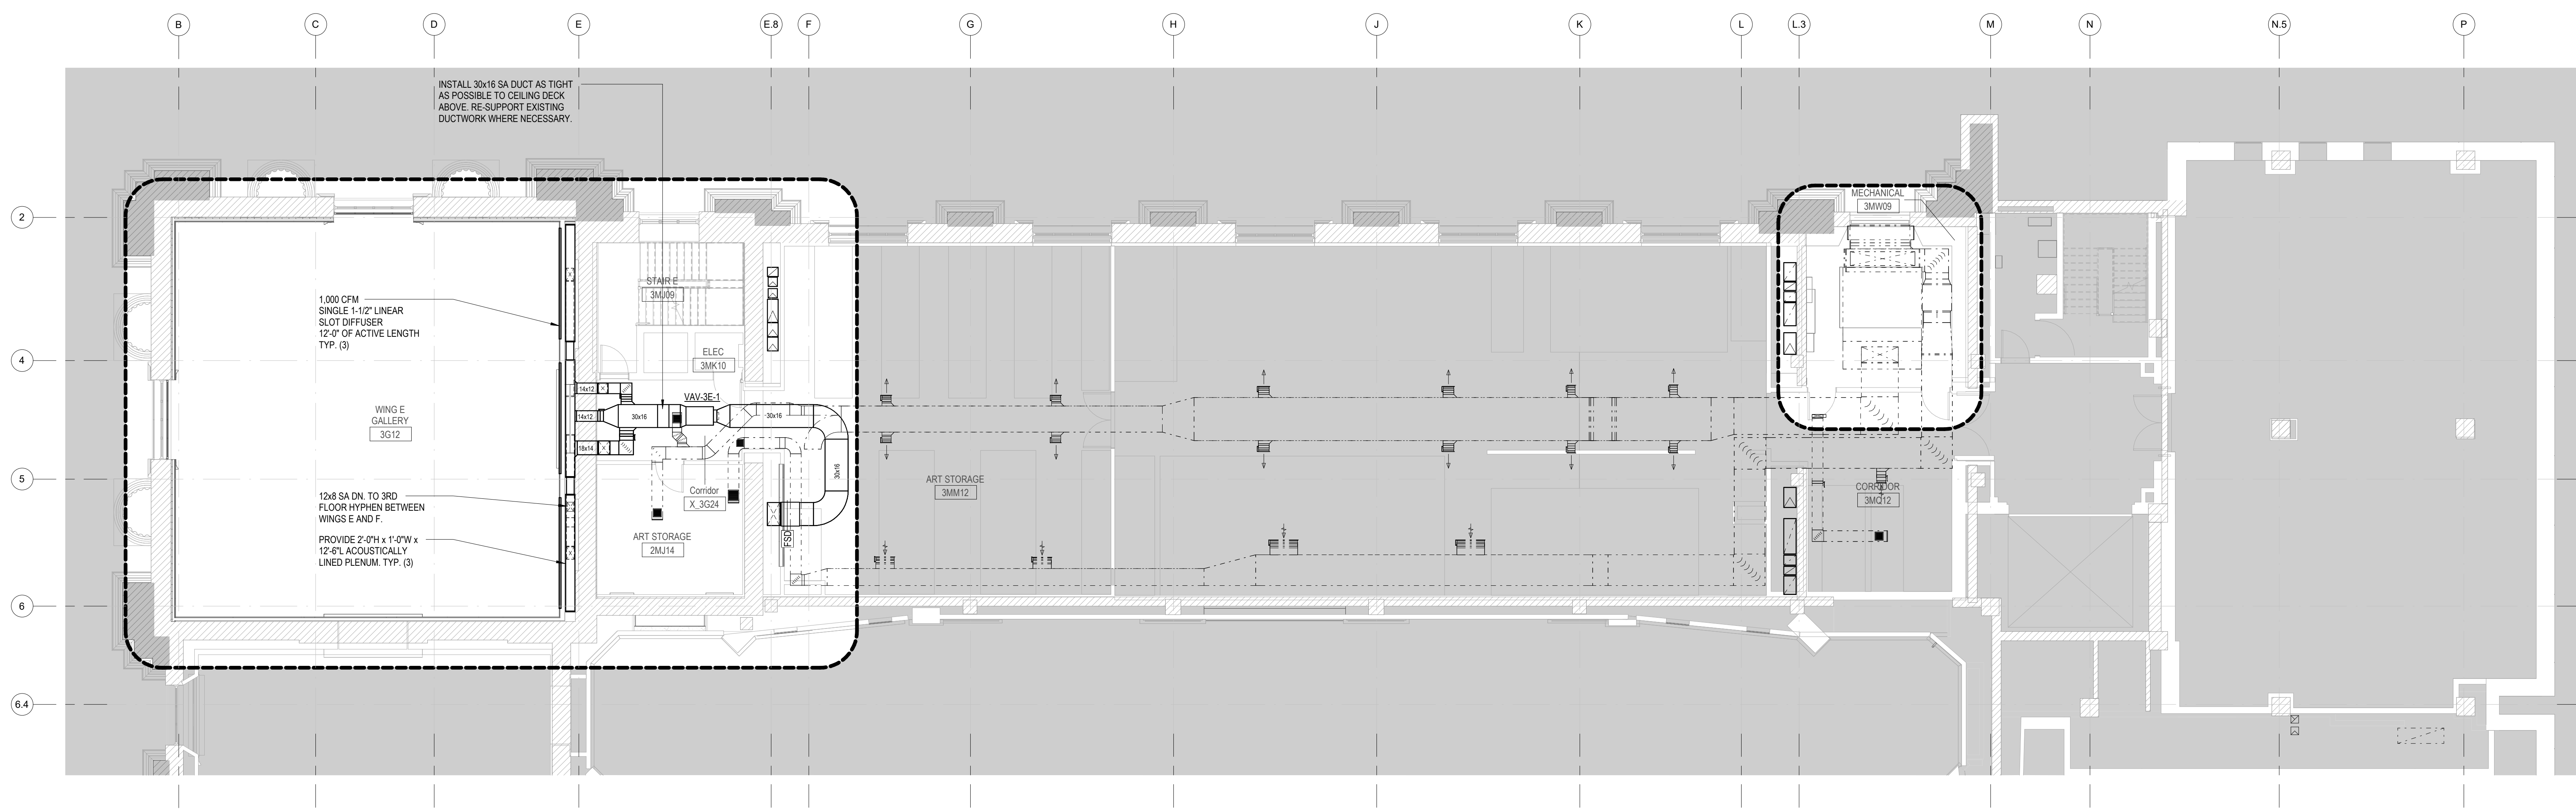 B C D E E.8 F G H J K L L.3 M N N.5 P
INSTALL 30x16 SA DUCT AS TIGHT
AS POSSIBLE TO CEILING DECK
ABOVE. RE-SUPPORT EXISTING
DUCTWORK WHERE NECESSARY.
MECHANICAL
3MW09
2
STAIR E
3MJ09
1,000 CFM
SINGLE 1-1/2" LINEAR
SLOT DIFFUSER
12'-0" OF ACTIVE LENGTH
TYP. (3)
X
ELEC
3MK10
4
14x12
X
VAV-3E-1
WING E
GALLERY
3G12
14x12
30x16
30x16
18x14
X
30x16
5
ART STORAGE
3MM12
Corridor
X_3G24
CORRIDOR
3MQ12
12x8 SA DN. TO 3RD
FLOOR HYPHEN BETWEEN
WINGS E AND F.
FSD
ART STORAGE
2MJ14
PROVIDE 2'-0"H x 1'-0"W x
12'-6"L ACOUSTICALLY
LINED PLENUM. TYP. (3)
X
6
6.4